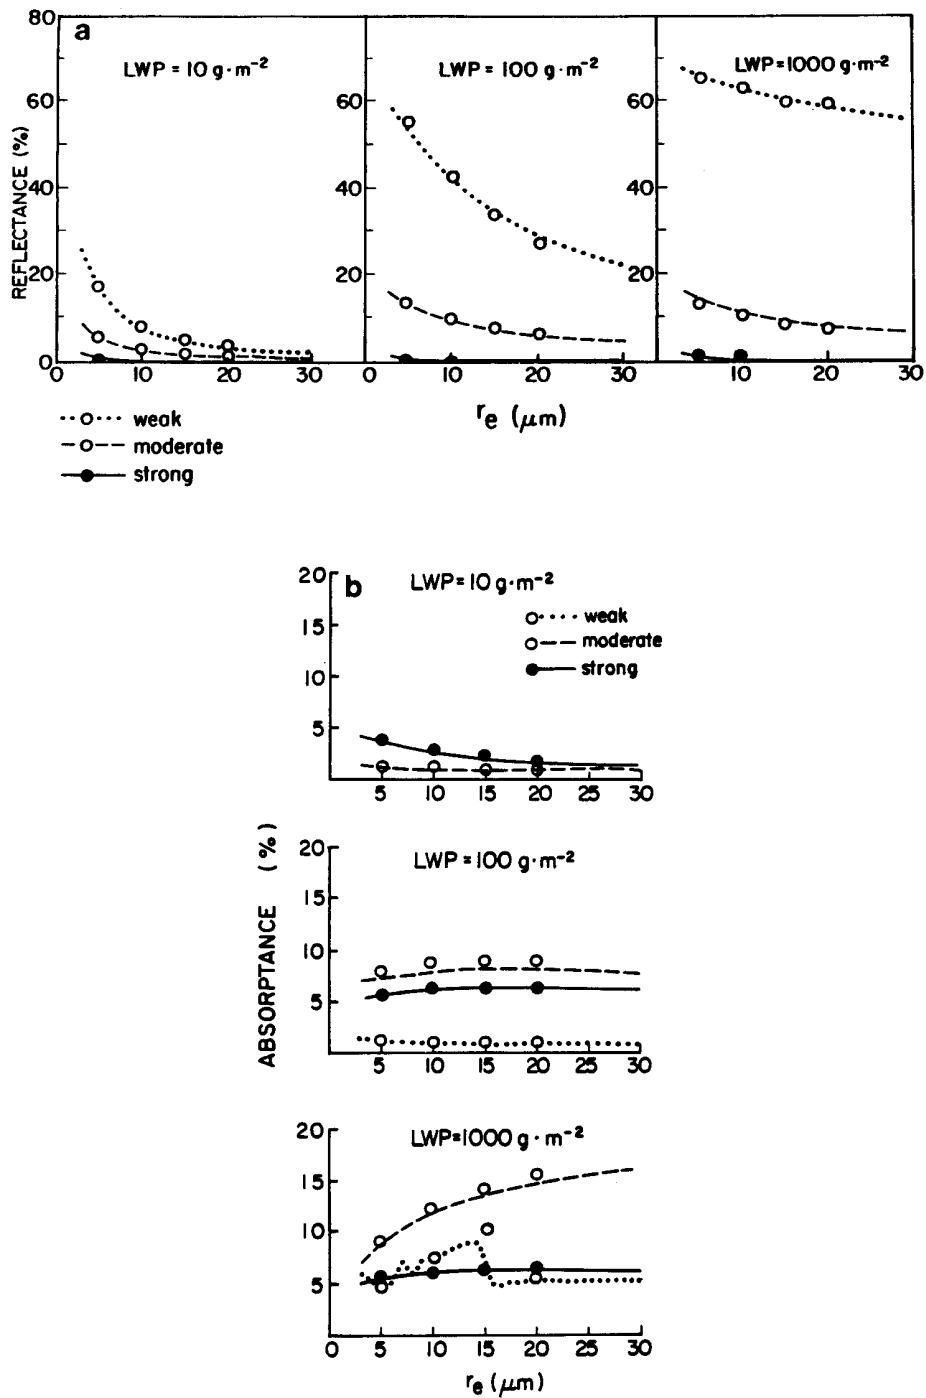 a
80
60
40
20
0
REFLECTANCE (%)
LWP = 10 g·m⁻²
LWP = 100 g·m⁻²
LWP=1000 g·m⁻²
60
40
20
60
40
20
0 10 20 30
0 10 20 30
10 20 30
rₑ (μm)
weak
moderate
strong
b
LWP=10 g·m⁻²
weak
moderate
strong
20
15
10
5
5 10 15 20 25 30
ABSORPTANCE (%)
LWP=100 g·m⁻²
20
15
10
5
5 10 15 20 25 30
LWP=1000 g·m⁻²
20
15
10
5
0 5 10 15 20 25 30
rₑ (μm)